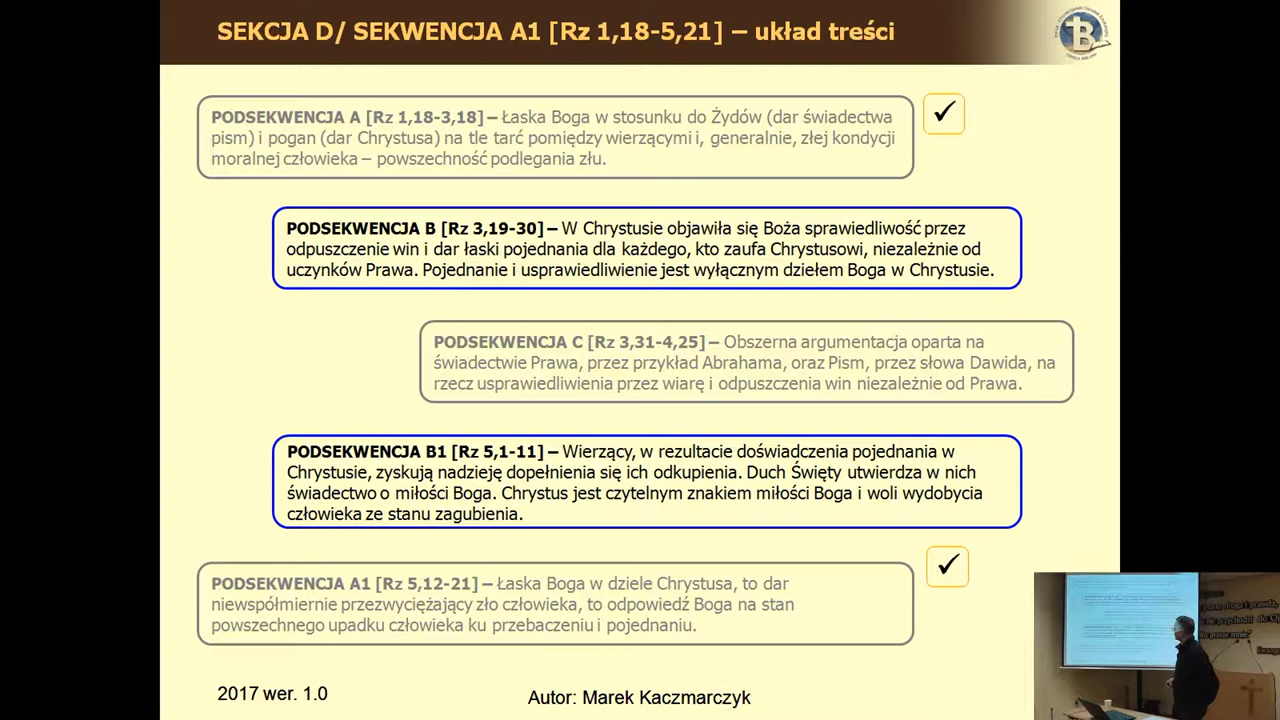 SEKCJA D/ SEKWENCJA A1 [Rz 1,18-5,21] – układ treści
PODSEKWENCJA A [Rz 1,18-3,18] – Łaska Boga w stosunku do Żydów (dar świadectwa
pism) i pogan (dar Chrystusa) na tle tarć pomiędzy wierzącymi i, generalnie, złej kondycji
moralnej człowieka – powszechność podlegania złu.
✓
PODSEKWENCJA B [Rz 3,19-30] – W Chrystusie objawiła się Boża sprawiedliwość przez
odpuszczenie win i dar łaski pojednania dla każdego, kto zaufa Chrystusowi, niezależnie od
uczynków Prawa. Pojednanie i usprawiedliwienie jest wyłącznym dziełem Boga w Chrystusie.
PODSEKWENCJA C [Rz 3,31-4,25] – Obszerna argumentacja oparta na
świadectwie Prawa, przez przykład Abrahama, oraz Pism, przez słowa Dawida, na
rzecz usprawiedliwienia przez wiarę i odpuszczenia win niezależnie od Prawa.
PODSEKWENCJA B1 [Rz 5,1-11] – Wierzący, w rezultacie doświadczenia pojednania w
Chrystusie, zyskują nadzieję dopełnienia się ich odkupienia. Duch Święty utwierdza w nich
świadectwo o miłości Boga. Chrystus jest czytelnym znakiem miłości Boga i woli wydobycia
człowieka ze stanu zagubienia.
✓
PODSEKWENCJA A1 [Rz 5,12-21] – Łaska Boga w dziele Chrystusa, to dar
niewspółmiernie przezwyciężający zło człowieka, to odpowiedź Boga na stan
powszechnego upadku człowieka ku przebaczeniu i pojednaniu.
2017 wer. 1.0
Autor: Marek Kaczmarczyk